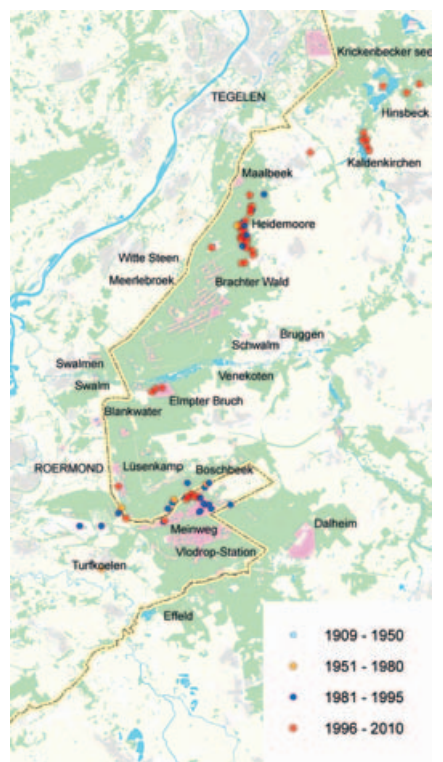 Krickenbecker see
TEGELEN
Hinsbeck
Kaldenkirchen
Maalbeek
Heidemoore
Witte Steen
Meerlebroek
Brachter Wald
Bruggen
Schwalm
Swalmen
Venekoten
Swalm
Elmpter Bruch
Blankwater
ROERMOND
Lüsenkamp
Boschbeek
Meinweg
Dalheim
Vlodrop-Station
Turfkoelen
Effeld
1909 - 1950
1951 - 1980
1981 - 1995
1996 - 2010